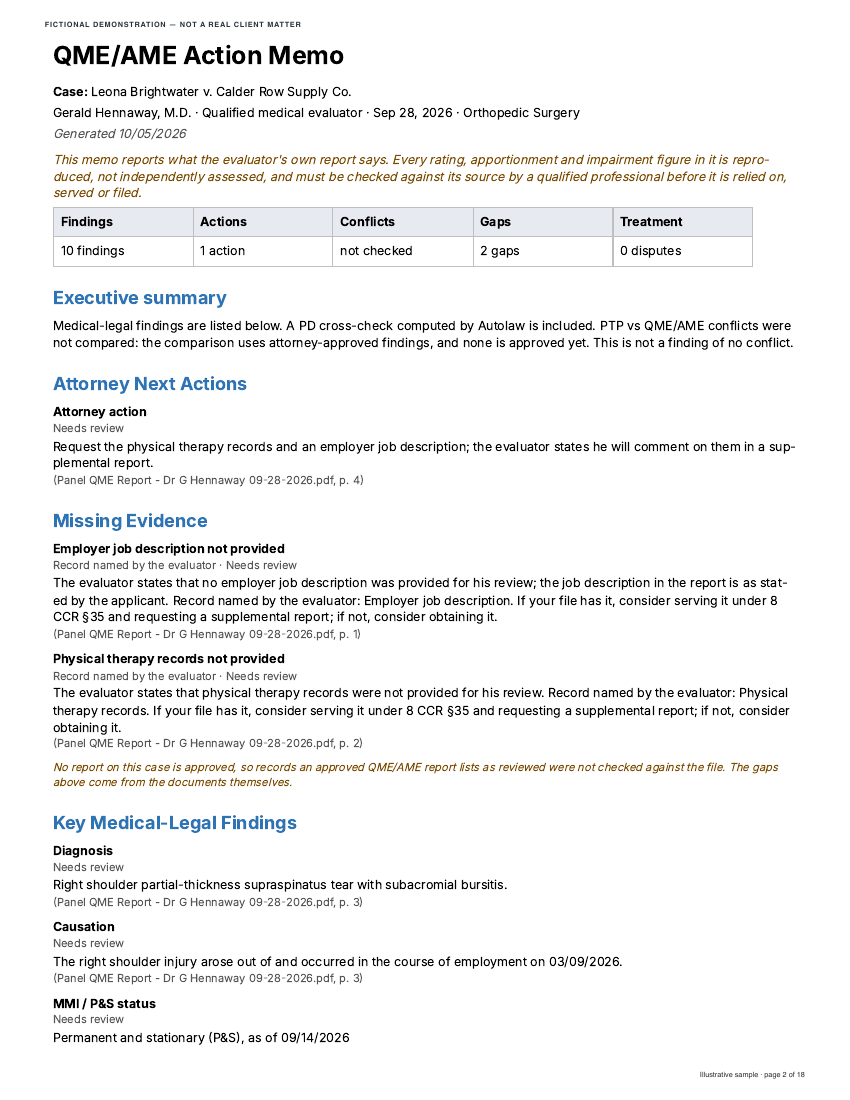 FICTIONAL DEMONSTRATION — NOT A REAL CLIENT MATTER
QME/AME Action Memo
Case: Leona Brightwater v. Calder Row Supply Co.
Gerald Hennaway, M.D. · Qualified medical evaluator · Sep 28, 2026 · Orthopedic Surgery
Generated 10/05/2026
This memo reports what the evaluator's own report says. Every rating, apportionment and impairment figure in it is repro-
duced, not independently assessed, and must be checked against its source by a qualified professional before it is relied on,
served or filed.
Findings Actions Conflicts Gaps Treatment
10 findings 1 action not checked 2 gaps 0 disputes
Executive summary
Medical-legal findings are listed below. A PD cross-check computed by Autolaw is included. PTP vs QME/AME conflicts were
not compared: the comparison uses attorney-approved findings, and none is approved yet. This is not a finding of no conflict.
Attorney Next Actions
Attorney action
Needs review
Request the physical therapy records and an employer job description; the evaluator states he will comment on them in a sup-
plemental report.
(Panel QME Report - Dr G Hennaway 09-28-2026.pdf, p. 4)
Missing Evidence
Employer job description not provided
Record named by the evaluator · Needs review
The evaluator states that no employer job description was provided for his review; the job description in the report is as stat-
ed by the applicant. Record named by the evaluator: Employer job description. If your file has it, consider serving it under 8
CCR §35 and requesting a supplemental report; if not, consider obtaining it.
(Panel QME Report - Dr G Hennaway 09-28-2026.pdf, p. 1)
Physical therapy records not provided
Record named by the evaluator · Needs review
The evaluator states that physical therapy records were not provided for his review. Record named by the evaluator: Physical
therapy records. If your file has it, consider serving it under 8 CCR §35 and requesting a supplemental report; if not, consider
obtaining it.
(Panel QME Report - Dr G Hennaway 09-28-2026.pdf, p. 2)
No report on this case is approved, so records an approved QME/AME report lists as reviewed were not checked against the file. The gaps
above come from the documents themselves.
Key Medical-Legal Findings
Diagnosis
Needs review
Right shoulder partial-thickness supraspinatus tear with subacromial bursitis.
(Panel QME Report - Dr G Hennaway 09-28-2026.pdf, p. 3)
Causation
Needs review
The right shoulder injury arose out of and occurred in the course of employment on 03/09/2026.
(Panel QME Report - Dr G Hennaway 09-28-2026.pdf, p. 3)
MMI / P&S status
Needs review
Permanent and stationary (P&S), as of 09/14/2026
Illustrative sample · page 2 of 18